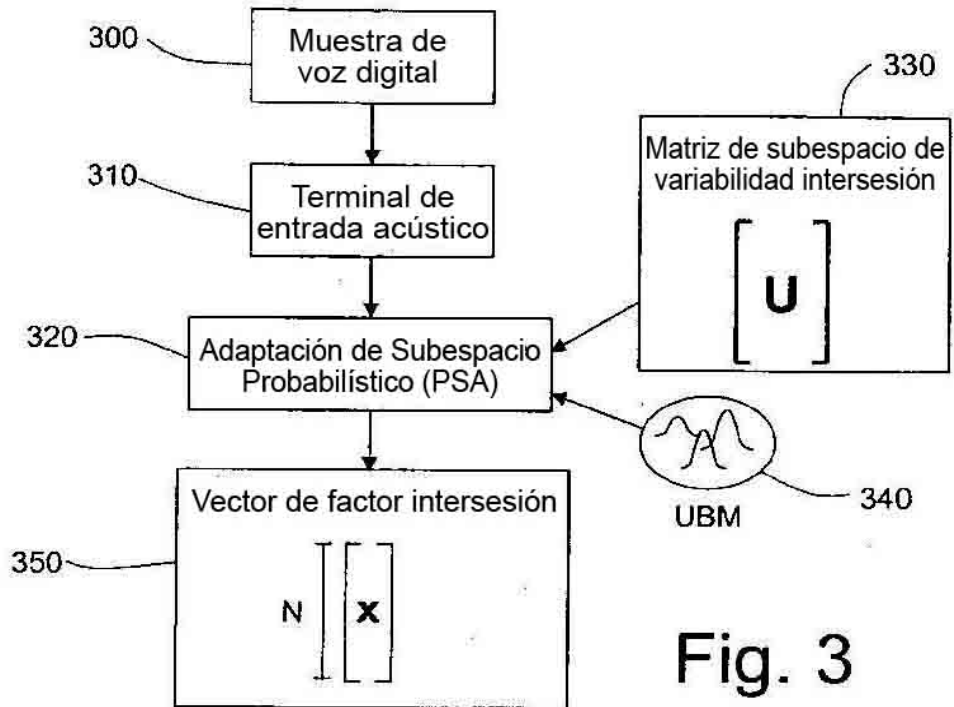 300
Muestra de
voz digital
330
310
Terminal de
entrada acústico
Matriz de subespacio de
variabilidad intersesión
U
320
Adaptación de Subespacio
Probabilístico (PSA)
340
UBM
Vector de factor intersesión
350
N
x
Fig. 3